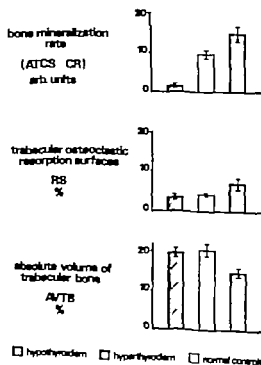 bone mineralization
rate
(ATCS CR)
arb. units
20
10
0
trabecular osteoclastic
resorption surfaces
RS
%
20
10
0
absolute volume of
trabecular bone
AVTB
%
20
10
0
hypothyroidism hyperthyroidism normal controls